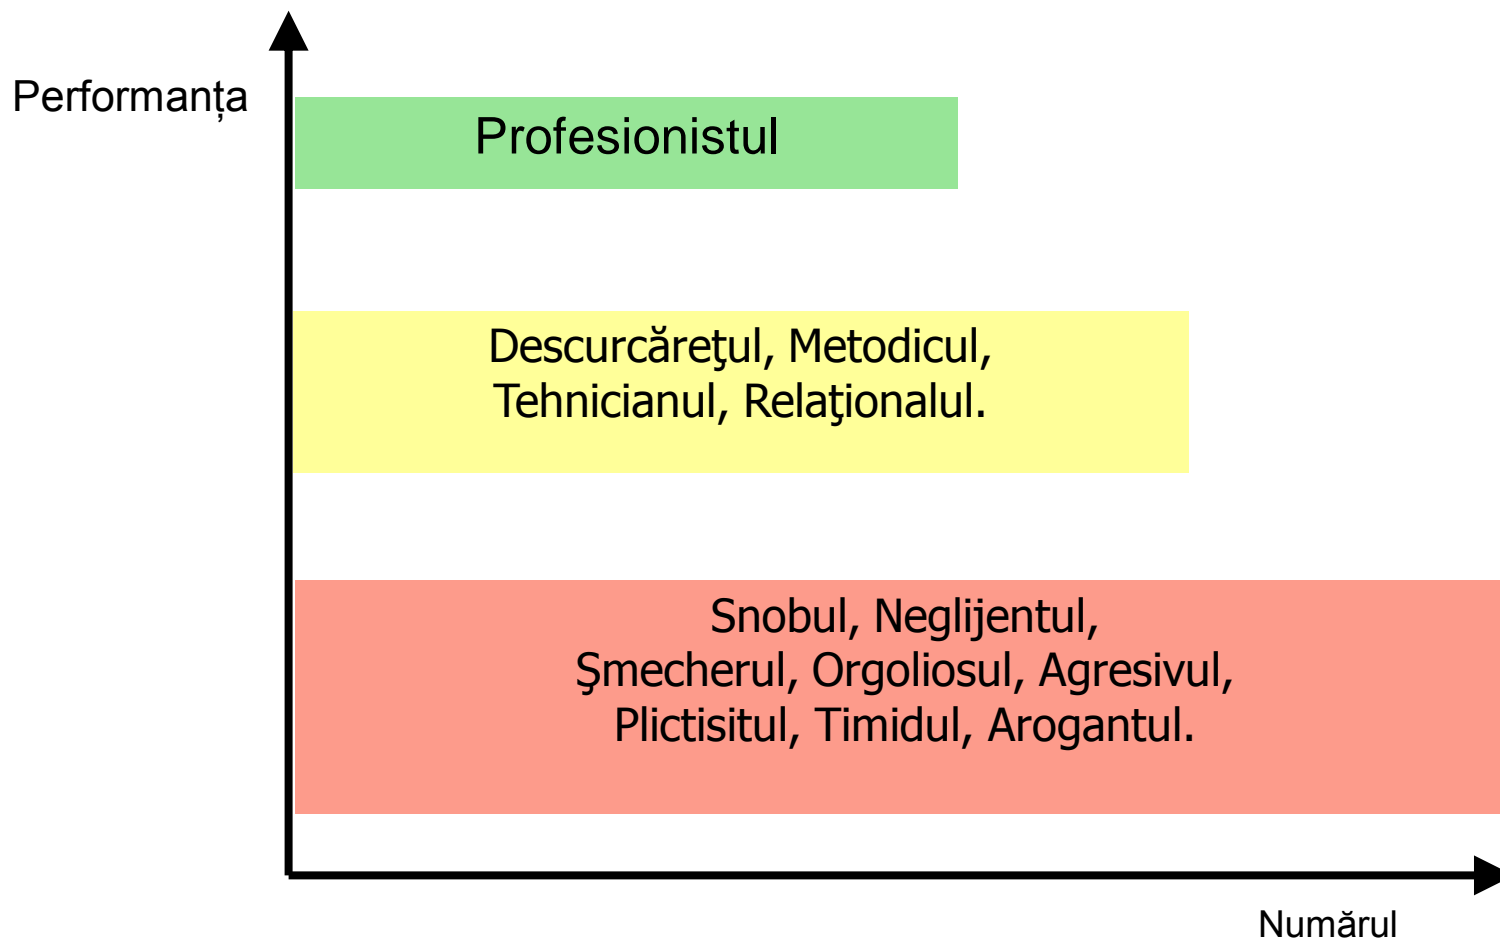 Performanța
Profesionistul
Descurcăreţul, Metodicul,
Tehnicianul, Relaţionalul.
Snobul, Neglijentul,
Şmecherul, Orgoliosul, Agresivul,
Plictisitul, Timidul, Arogantul.
Numărul